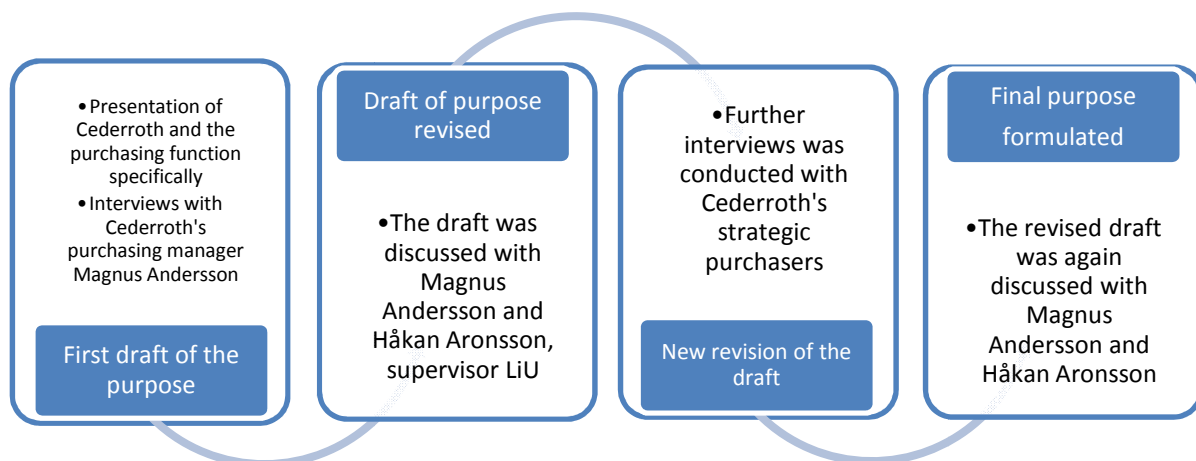 •Presentation of
Cederroth and the
purchasing function
specifically
•Interviews with
Cederroth's
purchasing manager
Magnus Andersson
First draft of the
purpose
Draft of purpose
revised
•The draft was
discussed with
Magnus
Andersson and
Håkan Aronsson,
supervisor LiU
•Further
interviews was
conducted with
Cederroth's
strategic
purchasers
New revision of the
draft
Final purpose
formulated
•The revised draft
was again
discussed with
Magnus
Andersson and
Håkan Aronsson